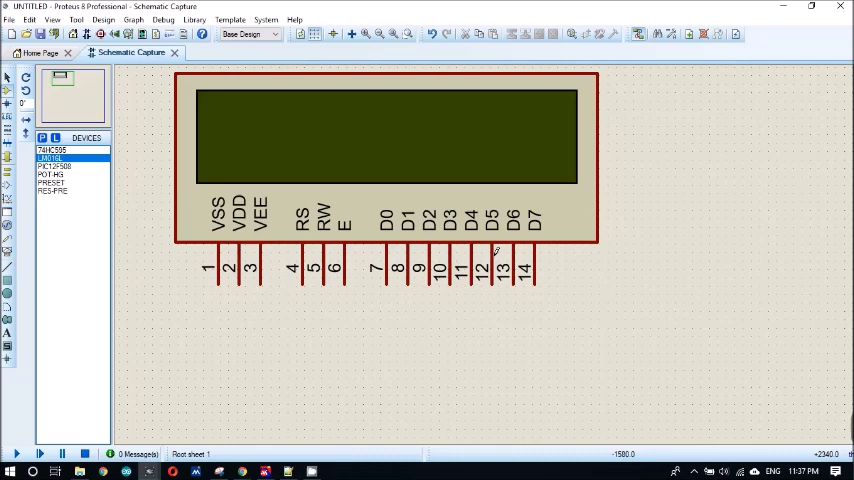 UNTITLED - Proteus 8 Professional - Schematic Capture
File Edit View Tool Design Graph Debug Library Template System Help
Base Design
Home Page Schematic Capture
0°
P L DEVICES
74HC595
LM016L
PIC12F508
POT-HG
PRESET
RES-PRE
VSS VDD VEE RS RW E D0 D1 D2 D3 D4 D5 D6 D7
1 2 3 4 5 6 7 8 9 10 11 12 13 14
0 Message(s) Root sheet 1 -1580.0 +2340.0 th
ENG 11:37 PM